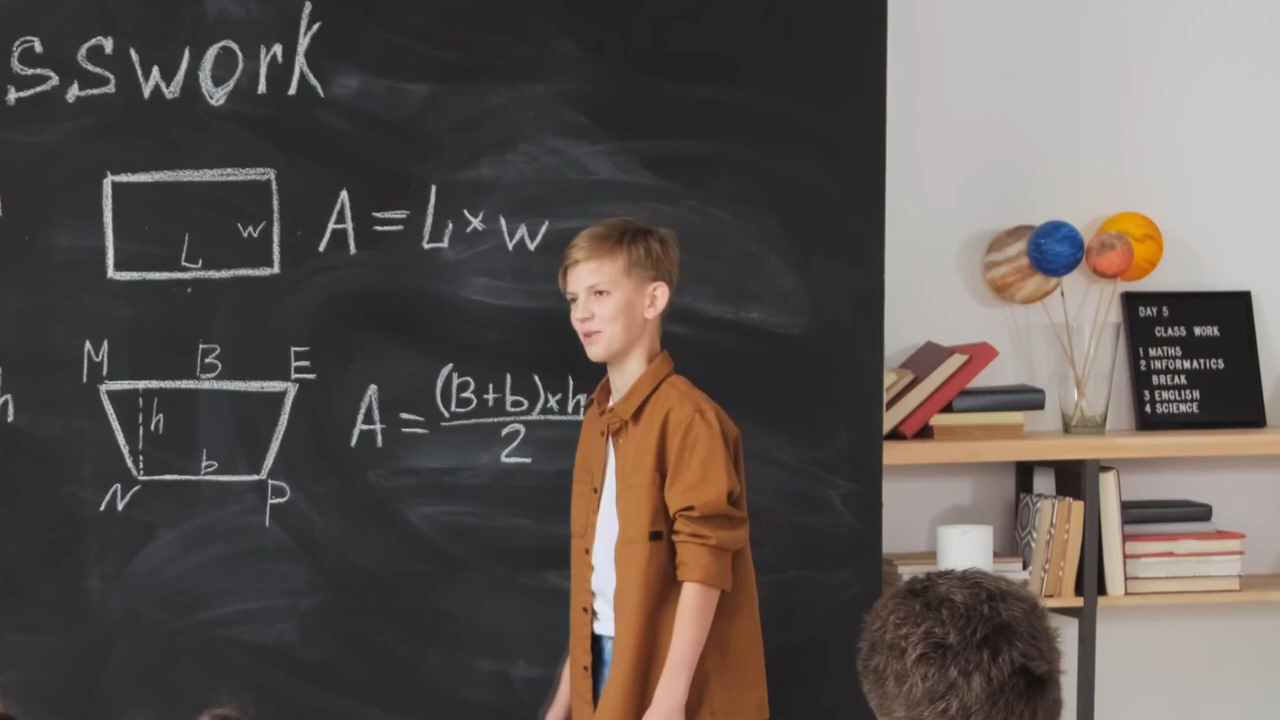 sswork
L
w
A = L × w
M B E
h
b
N P
A = (B+b)×h
2
h
DAY 5
CLASS WORK
1 MATHS
2 INFORMATICS
BREAK
3 ENGLISH
4 SCIENCE